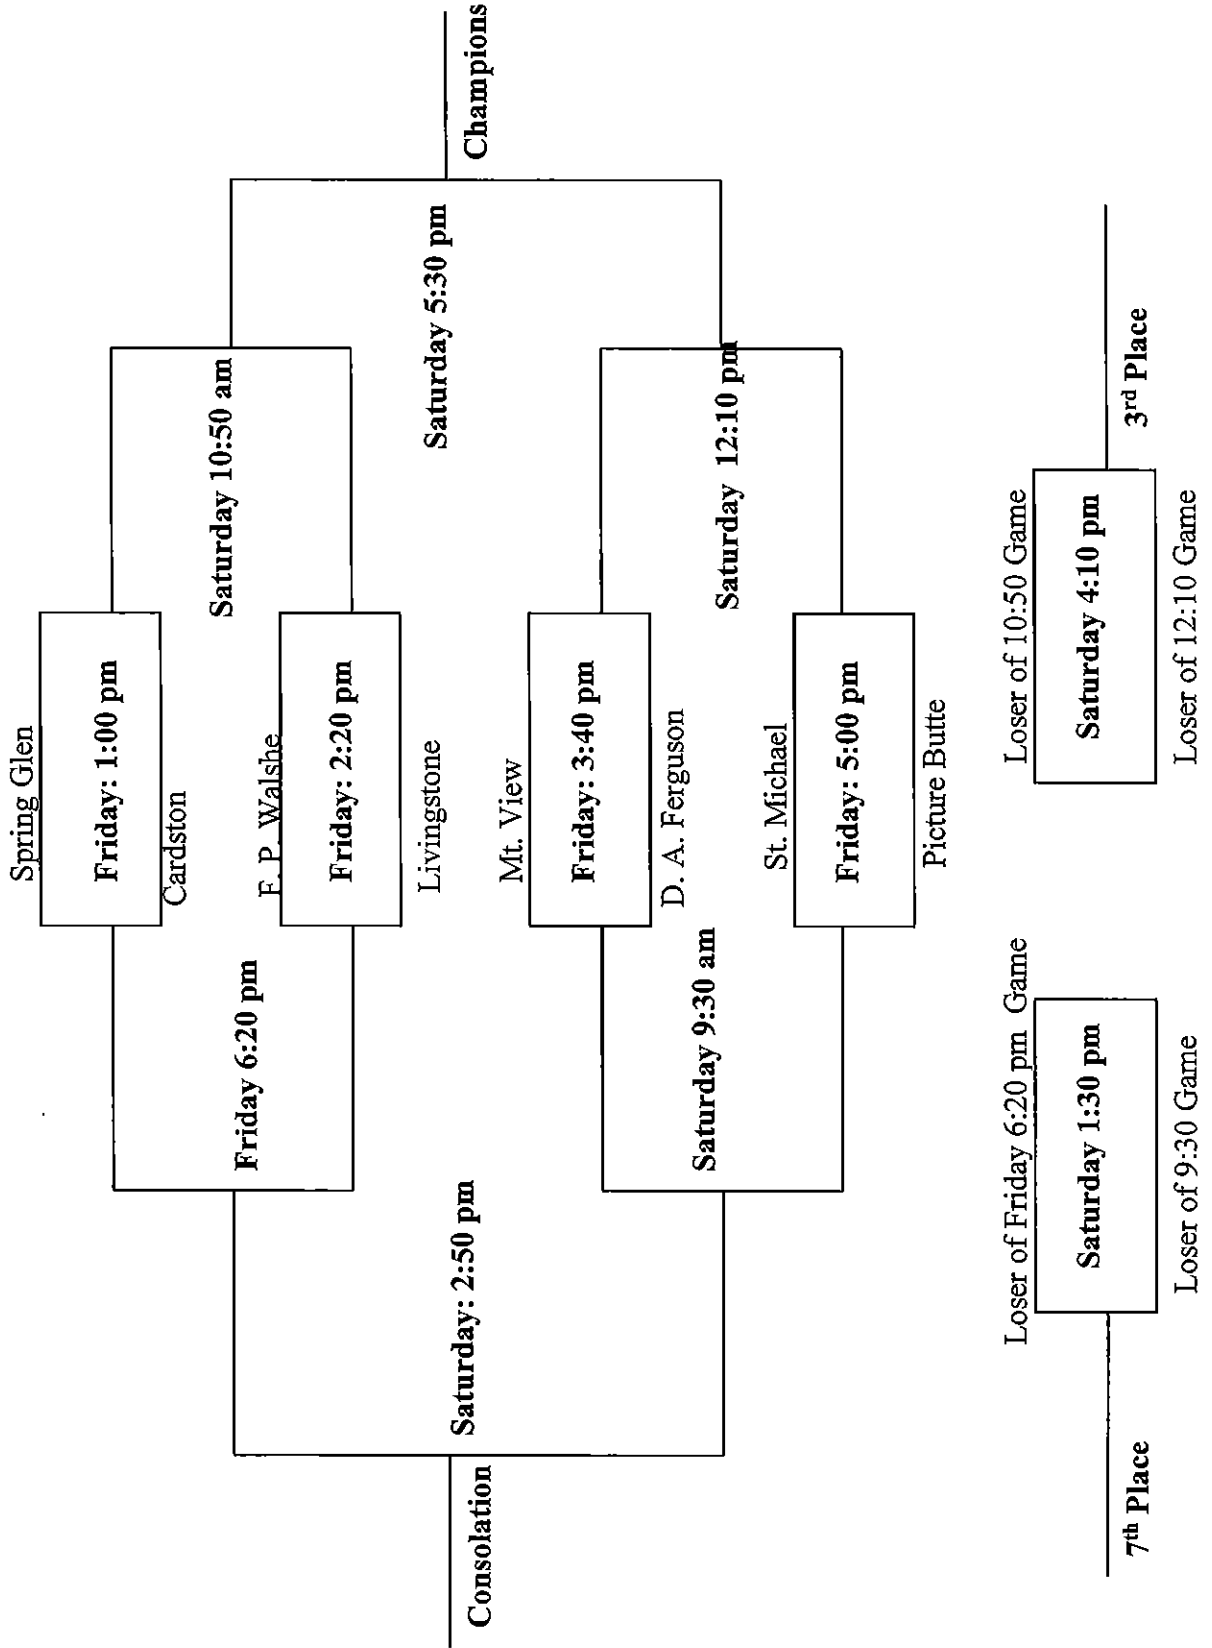 Spring Glen
Friday: 1:00 pm
Cardston
F. P. Walshe
Friday: 2:20 pm
Livingstone
Mt. View
Friday: 3:40 pm
D. A. Ferguson
St. Michael
Friday: 5:00 pm
Picture Butte
Friday 6:20 pm
Saturday 9:30 am
Saturday: 2:50 pm
Consolation
Saturday 10:50 am
Saturday 12:10 pm
Saturday 5:30 pm
Champions
Loser of Friday 6:20 pm Game
Saturday 1:30 pm
Loser of 9:30 Game
7th Place
Loser of 10:50 Game
Saturday 4:10 pm
Loser of 12:10 Game
3rd Place